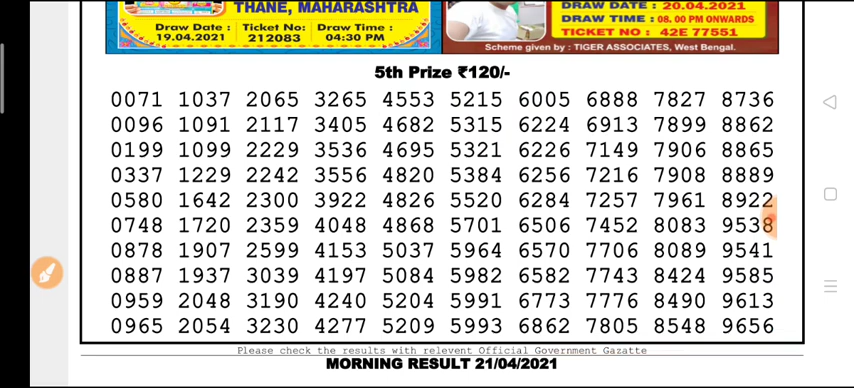 THANE, MAHARASHTRA
Draw Date : Ticket No: Draw Time :
19.04.2021 212083 04:30 PM
DRAW DATE : 20.04.2021
DRAW TIME : 08. 00 PM ONWARDS
TICKET NO : 42E 77551
Scheme given by : TIGER ASSOCIATES, West Bengal.
5th Prize ₹120/-
0071 1037 2065 3265 4553 5215 6005 6888 7827 8736
0096 1091 2117 3405 4682 5315 6224 6913 7899 8862
0199 1099 2229 3536 4695 5321 6226 7149 7906 8865
0337 1229 2242 3556 4820 5384 6256 7216 7908 8889
0580 1642 2300 3922 4826 5520 6284 7257 7961 8922
0748 1720 2359 4048 4868 5701 6506 7452 8083 9538
0878 1907 2599 4153 5037 5964 6570 7706 8089 9541
0887 1937 3039 4197 5084 5982 6582 7743 8424 9585
0959 2048 3190 4240 5204 5991 6773 7776 8490 9613
0965 2054 3230 4277 5209 5993 6862 7805 8548 9656
Please check the results with relevent Official Government Gazatte
MORNING RESULT 21/04/2021